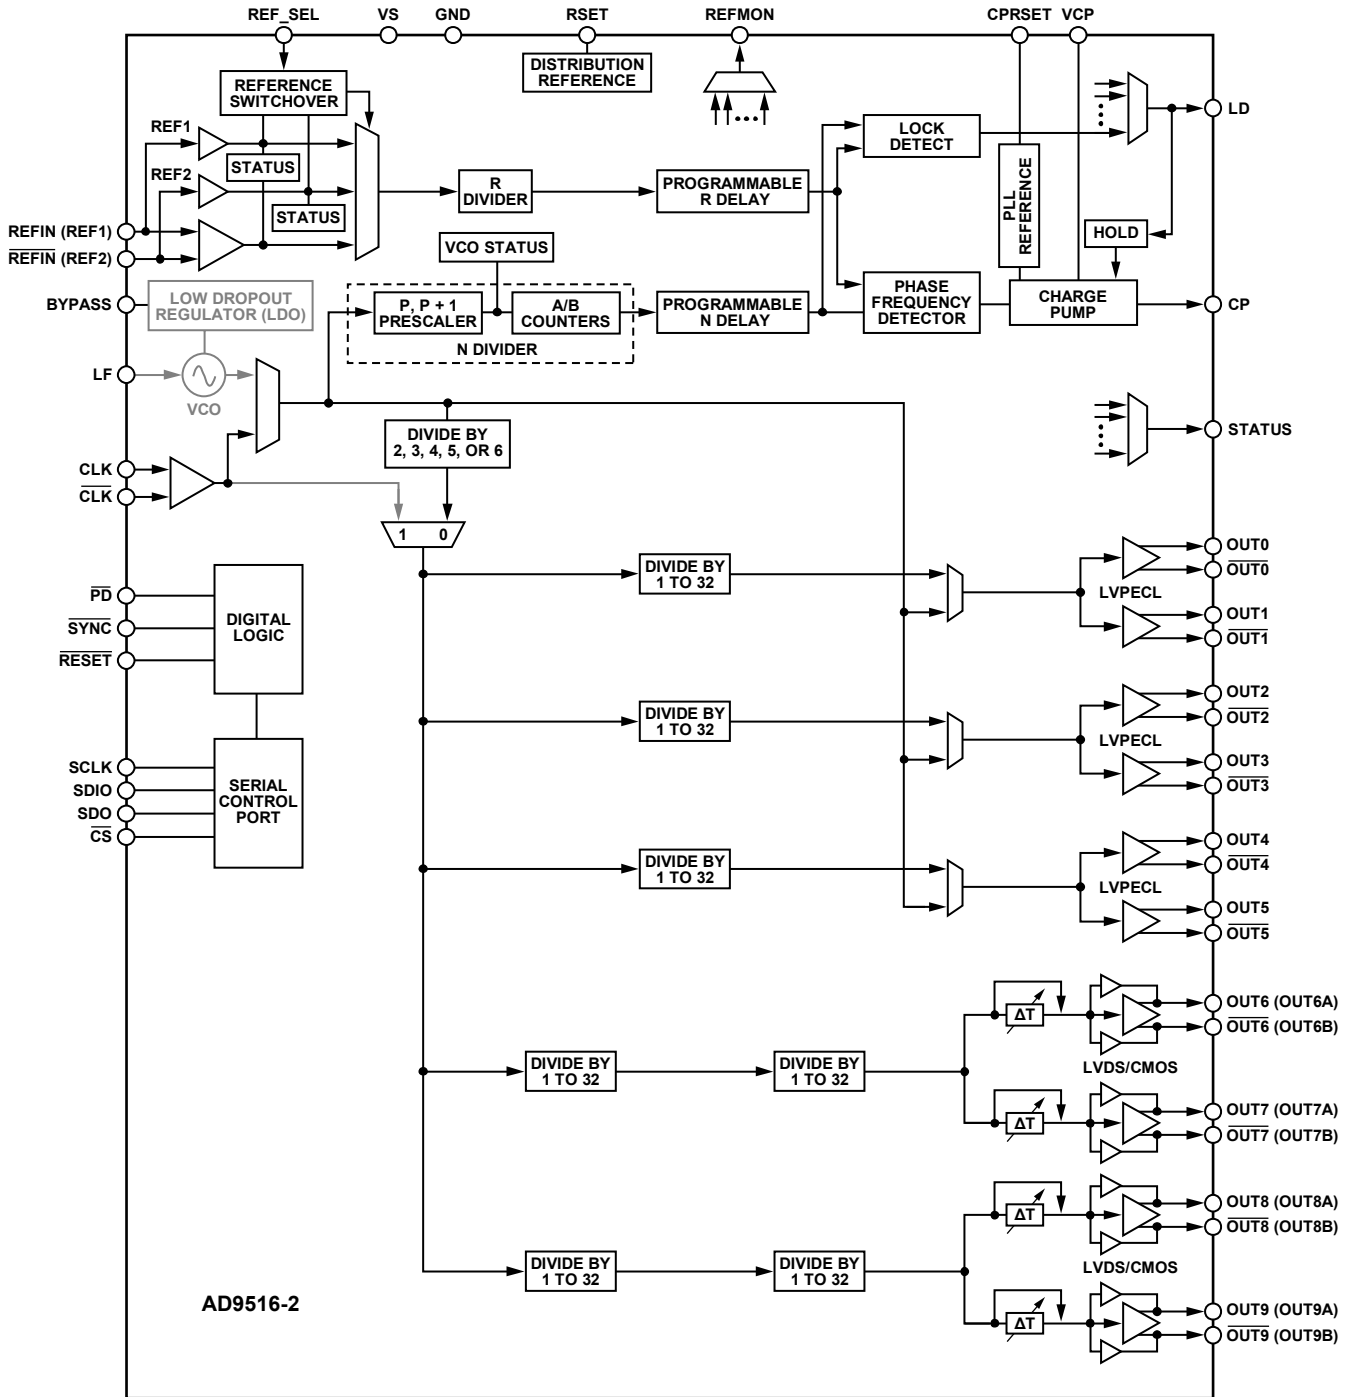 REF_SEL VS GND RSET REFMON CPRSET VCP
DISTRIBUTION
REFERENCE
REFERENCE
SWITCHOVER
REF1
STATUS
REF2
STATUS
REFIN (REF1)
REFIN (REF2)
R
DIVIDER
PROGRAMMABLE
R DELAY
LOCK
DETECT
LD
PLL
REFERENCE
HOLD
VCO STATUS
BYPASS
LOW DROPOUT
REGULATOR (LDO)
P, P + 1
PRESCALER
A/B
COUNTERS
N DIVIDER
PROGRAMMABLE
N DELAY
PHASE
FREQUENCY
DETECTOR
CHARGE
PUMP
CP
LF
VCO
STATUS
DIVIDE BY
2, 3, 4, 5, OR 6
CLK
CLK
1 0
PD
SYNC
RESET
DIGITAL
LOGIC
SCLK
SDIO
SDO
CS
SERIAL
CONTROL
PORT
DIVIDE BY
1 TO 32
LVPECL
OUT0
OUT0
OUT1
OUT1
DIVIDE BY
1 TO 32
LVPECL
OUT2
OUT2
OUT3
OUT3
DIVIDE BY
1 TO 32
LVPECL
OUT4
OUT4
OUT5
OUT5
DIVIDE BY
1 TO 32
DIVIDE BY
1 TO 32
ΔT
ΔT
LVDS/CMOS
OUT6 (OUT6A)
OUT6 (OUT6B)
OUT7 (OUT7A)
OUT7 (OUT7B)
DIVIDE BY
1 TO 32
DIVIDE BY
1 TO 32
ΔT
ΔT
LVDS/CMOS
OUT8 (OUT8A)
OUT8 (OUT8B)
OUT9 (OUT9A)
OUT9 (OUT9B)
AD9516-2